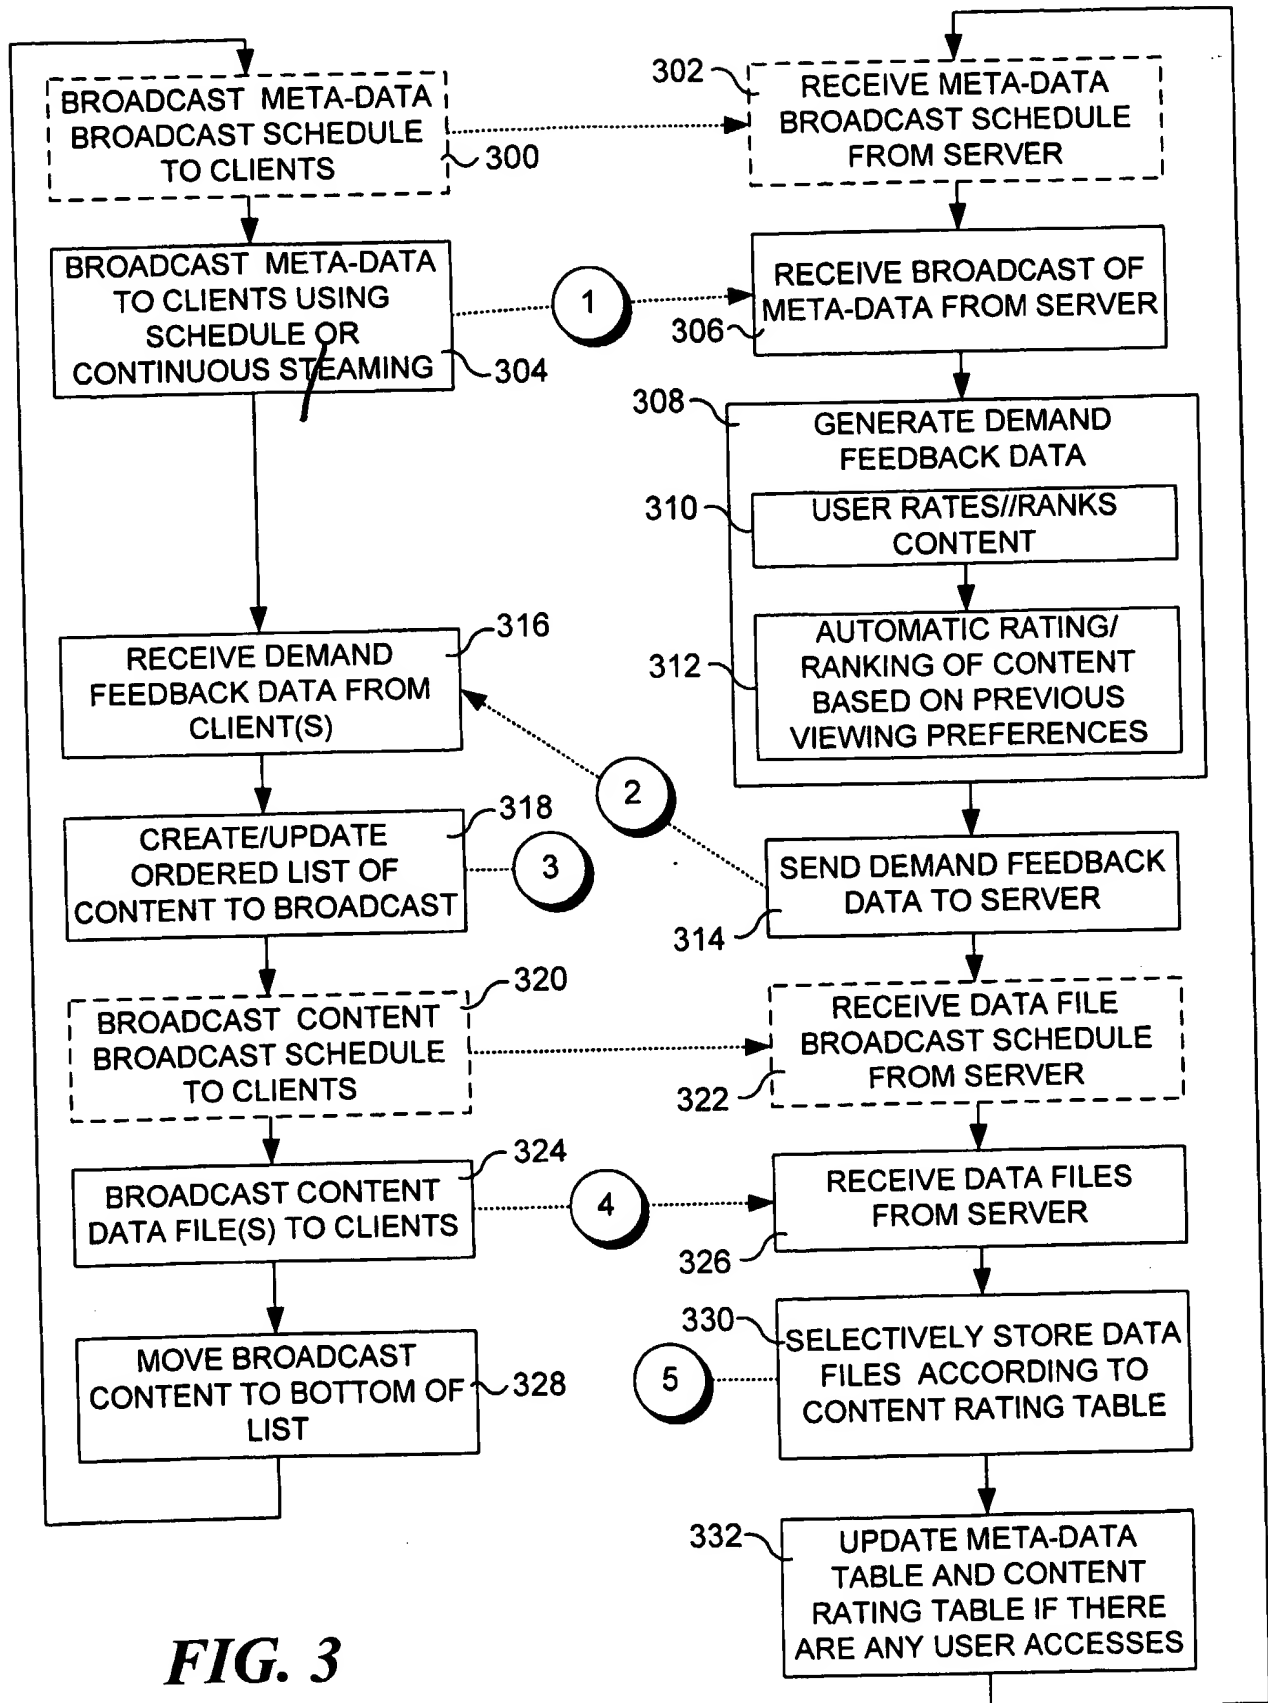 BROADCAST META-DATA
BROADCAST SCHEDULE
TO CLIENTS
300
302
RECEIVE META-DATA
BROADCAST SCHEDULE
FROM SERVER
BROADCAST META-DATA
TO CLIENTS USING
SCHEDULE OR
CONTINUOUS STEAMING
304
1
RECEIVE BROADCAST OF
META-DATA FROM SERVER
306
308
GENERATE DEMAND
FEEDBACK DATA
310
USER RATES//RANKS
CONTENT
312
AUTOMATIC RATING/
RANKING OF CONTENT
BASED ON PREVIOUS
VIEWING PREFERENCES
316
RECEIVE DEMAND
FEEDBACK DATA FROM
CLIENT(S)
2
318
CREATE/UPDATE
ORDERED LIST OF
CONTENT TO BROADCAST
3
SEND DEMAND FEEDBACK
DATA TO SERVER
314
320
BROADCAST CONTENT
BROADCAST SCHEDULE
TO CLIENTS
RECEIVE DATA FILE
BROADCAST SCHEDULE
FROM SERVER
322
324
BROADCAST CONTENT
DATA FILE(S) TO CLIENTS
4
RECEIVE DATA FILES
FROM SERVER
326
MOVE BROADCAST
CONTENT TO BOTTOM OF
LIST
328
330
SELECTIVELY STORE DATA
FILES ACCORDING TO
CONTENT RATING TABLE
5
332
UPDATE META-DATA
TABLE AND CONTENT
RATING TABLE IF THERE
ARE ANY USER ACCESSES
FIG. 3